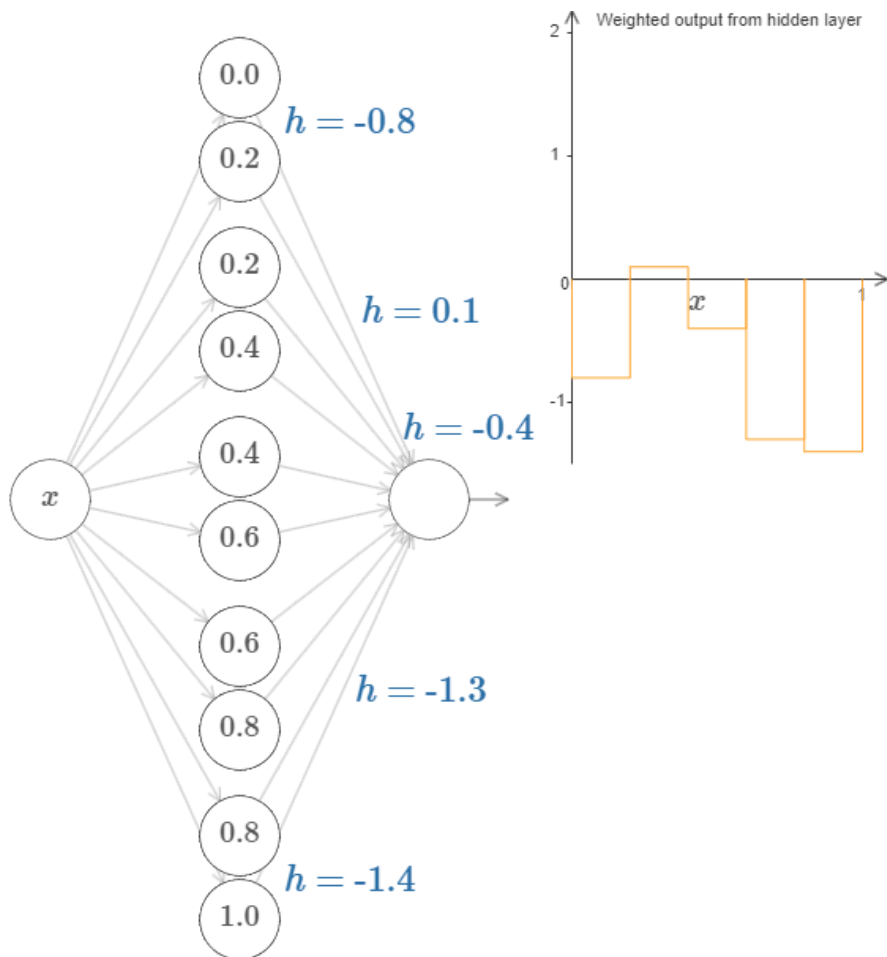 0.0
h = -0.8
0.2
0.2
h = 0.1
0.4
h = -0.4
0.4
x
0.6
0.6
h = -1.3
0.8
0.8
h = -1.4
1.0
Weighted output from hidden layer
2
1
0
x
1
-1